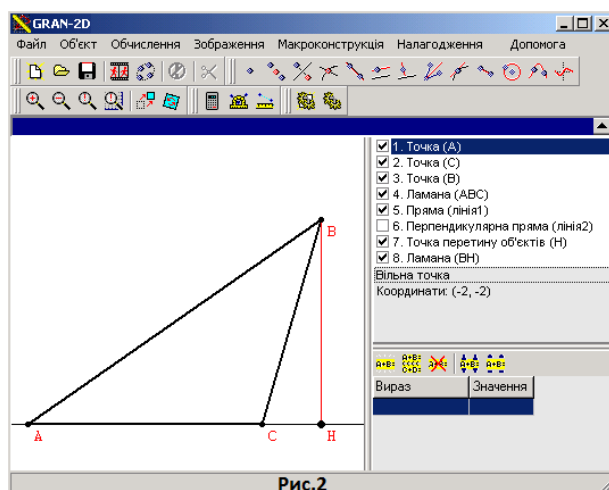 GRAN-2D
Файл Об'єкт Обчислення Зображення Макроконструкція Налагодження Допомога
1. Точка (A)
2. Точка (C)
3. Точка (B)
4. Ламана (ABC)
5. Пряма (лінія1)
6. Перпендикулярна пряма (лінія2)
7. Точка перетину об'єктів (H)
8. Ламана (BH)
Вільна точка
Координати: (-2, -2)
Вираз Значення
B
A C H
Рис.2